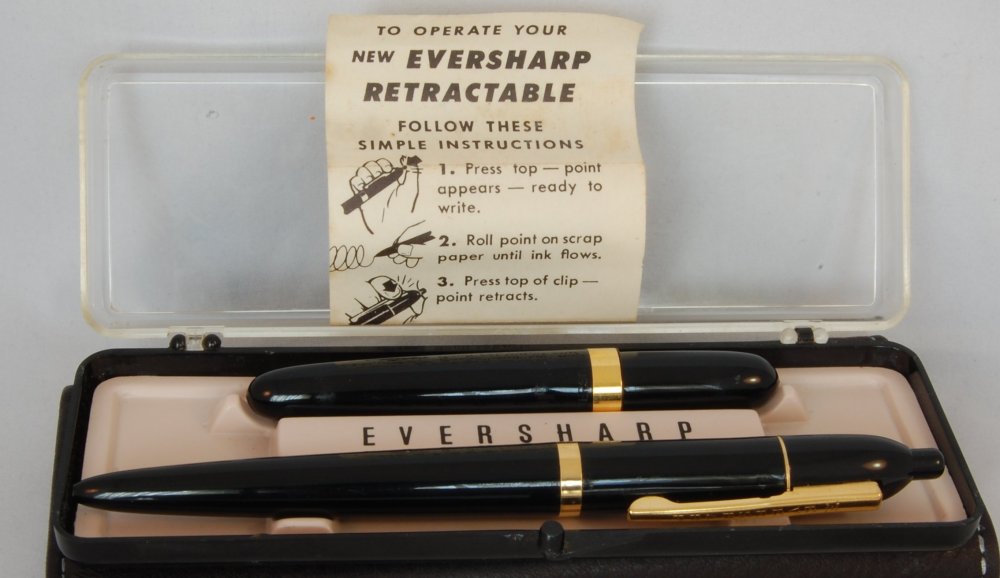 TO OPERATE YOUR
NEW EVERSHARP
RETRACTABLE
FOLLOW THESE
SIMPLE INSTRUCTIONS
1. Press top — point
appears — ready to
write.
2. Roll point on scrap
paper until ink flows.
3. Press top of clip —
point retracts.
EVERSHARP